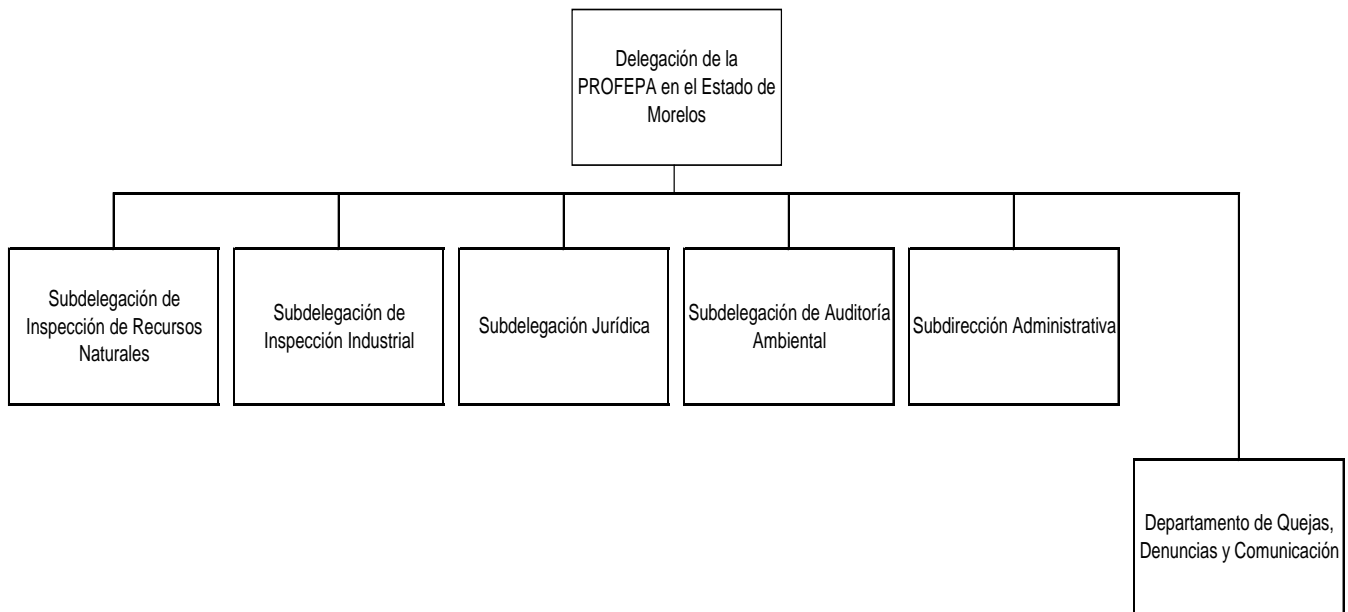 Delegación de la
PROFEPA en el Estado de
Morelos
Subdelegación de
Inspección de Recursos
Naturales
Subdelegación de
Inspección Industrial
Subdelegación Jurídica
Subdelegación de Auditoría
Ambiental
Subdirección Administrativa
Departamento de Quejas,
Denuncias y Comunicación